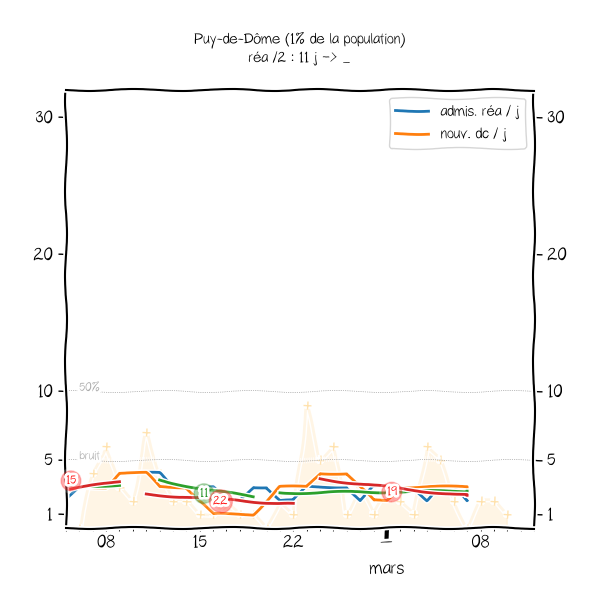 Puy-de-Dôme (1% de la population)
réa /2 : 11 j -> _
admis. réa / j
nouv. dc / j
30 30
20 20
10 50% 10
5 bruit 5
15 11 22 19
1 1
08 15 22 1 08
mars